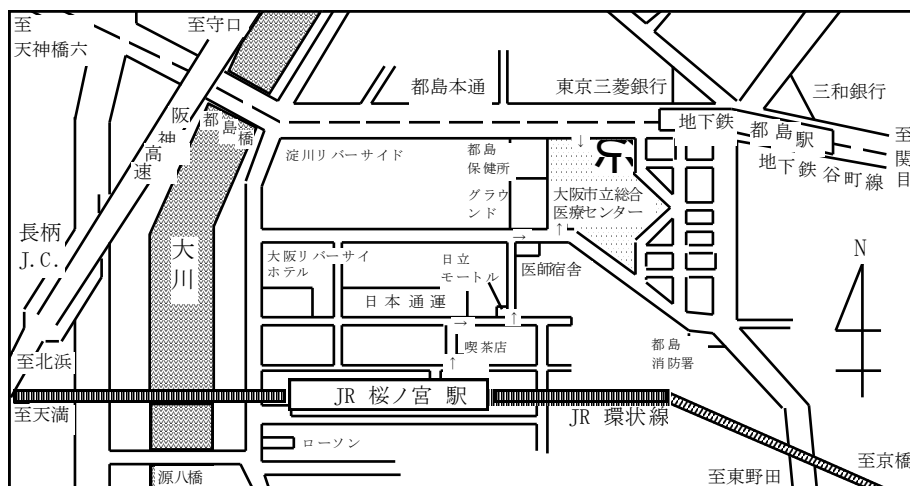 至
天神橋六
至守口
都島本通
東京三菱銀行
三和銀行
阪
神
高
速
都
島
橋
地下鉄
都
島
駅
地下鉄
谷
町
線
至
関
目
淀川リバーサイド
都島
保健所
グラウ
ンド
↓
大阪市立総合
医療センター
↑
長柄
J.C.
大
川
→
大阪リバーサイ
ホテル
日立
モートル
医師宿舎
N
日本通運
↑
→
喫茶店
↑
都島
消防署
至北浜
JR 桜ノ宮 駅
至天満
JR 環状線
ローソン
至京橋
源八橋
至東野田